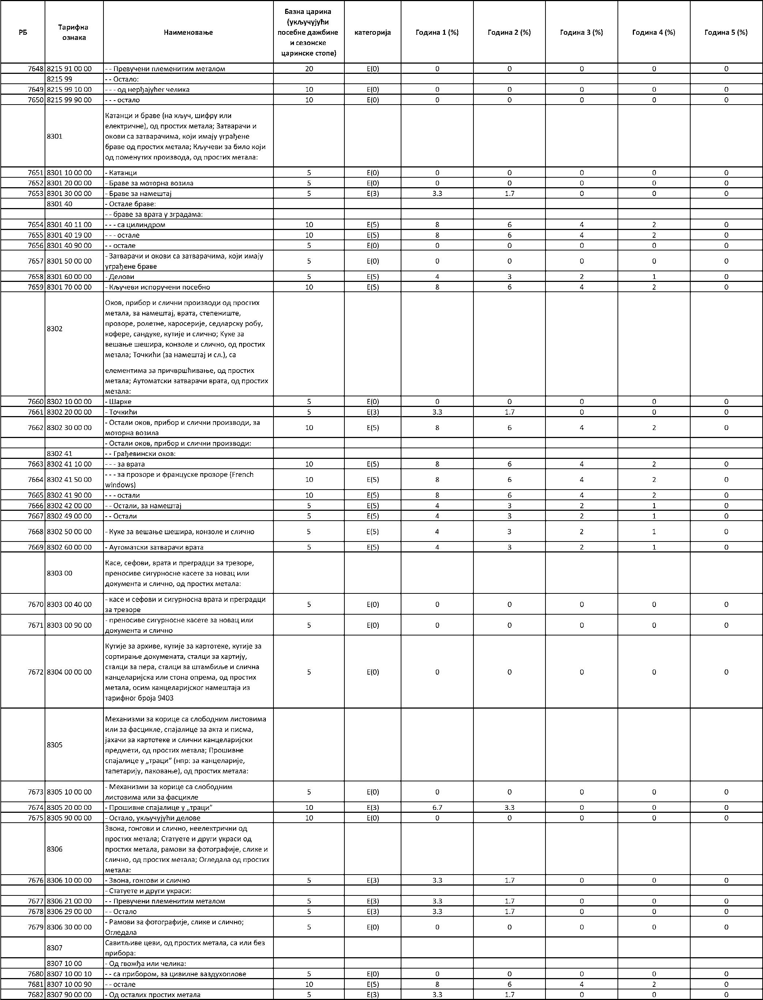 РБ Тарифна ознака Наименовање Базна царина (укључујући посебне дажбине и сезонске царинске стопе) категорија Година 1 (%) Година 2 (%) Година 3 (%) Година 4 (%) Година 5 (%)
7648 8215 91 00 00 - - Превучени племенитим металом 20 E(0) 0 0 0 0 0
8215 99 - - Остало:
7649 8215 99 10 00 - - - од нерђајућег челика 10 E(0) 0 0 0 0 0
7650 8215 99 90 00 - - - остало 10 E(0) 0 0 0 0 0
8301 Катанци и браве (на кључ, шифру или
електричне), од простих метала; Затварачи и
окови са затварачима, који имају уграђене
браве од простих метала; Кључеви за било који
од поменутих производа, од простих метала:
7651 8301 10 00 00 - Катанци 5 E(0) 0 0 0 0 0
7652 8301 20 00 00 - Браве за моторна возила 5 E(0) 0 0 0 0 0
7653 8301 30 00 00 - Браве за намештај 5 E(3) 3.3 1.7 0 0 0
8301 40 - Остале браве:
- - браве за врата у зградама:
7654 8301 40 11 00 - - - са цилиндром 10 E(5) 8 6 4 2 0
7655 8301 40 19 00 - - - остале 10 E(5) 8 6 4 2 0
7656 8301 40 90 00 - - остале 5 E(0) 0 0 0 0 0
7657 8301 50 00 00 - Затварачи и окови са затварачима, који имају
уграђене браве 5 E(0) 0 0 0 0 0
7658 8301 60 00 00 - Делови 5 E(5) 4 3 2 1 0
7659 8301 70 00 00 - Кључеви испоручени посебно 10 E(5) 8 6 4 2 0
8302 Оков, прибор и слични производи од простих
метала, за намештај, врата, степениште,
прозоре, ролетне, каросерије, седларску робу,
кофере, сандуке, кутије и слично; Куке за
вешање шешира, конзоле и слично, од простих
метала; Точкићи (за намештај и сл.), са
елементима за причвршћивање, од простих
метала; Аутоматски затварачи врата, од простих
метала:
7660 8302 10 00 00 - Шарке 5 E(0) 0 0 0 0 0
7661 8302 20 00 00 - Точкићи 5 E(3) 3.3 1.7 0 0 0
7662 8302 30 00 00 - Остали оков, прибор и слични производи, за
моторна возила 10 E(5) 8 6 4 2 0
- Остали оков, прибор и слични производи:
8302 41 - - Грађевински оков:
7663 8302 41 10 00 - - - за врата 10 E(5) 8 6 4 2 0
7664 8302 41 50 00 - - - за прозоре и француске прозоре (French
windows) 10 E(5) 8 6 4 2 0
7665 8302 41 90 00 - - - остали 10 E(5) 8 6 4 2 0
7666 8302 42 00 00 - - Остали, за намештај 5 E(5) 4 3 2 1 0
7667 8302 49 00 00 - - Остали 5 E(5) 4 3 2 1 0
7668 8302 50 00 00 - Куке за вешање шешира, конзоле и слично 5 E(5) 4 3 2 1 0
7669 8302 60 00 00 - Аутоматски затварачи врата 5 E(5) 4 3 2 1 0
8303 00 Касе, сефови, врата и преградци за трезоре,
преносиве сигурносне касете за новац или
документа и слично, од простих метала:
7670 8303 00 40 00 - касе и сефови и сигурносна врата и преградци
за трезоре 5 E(0) 0 0 0 0 0
7671 8303 00 90 00 - преносиве сигурносне касете за новац или
документа и слично 5 E(0) 0 0 0 0 0
7672 8304 00 00 00 Кутије за архиве, кутије за картотеке, кутије за
сортирање докумената, сталци за хартију,
сталци за пера, сталци за штамбиље и слична
канцеларијска или стона опрема, од простих
метала, осим канцеларијског намештаја из
тарифног броја 9403 5 E(0) 0 0 0 0 0
8305 Механизми за корице са слободним листовима
или за фасцикле, спајалице за акта и писма,
јахачи за картотеке и слични канцеларијски
предмети, од простих метала; Прошивне
спајалице у „траци” (нпр: за канцеларије,
тапетарију, паковање), од простих метала:
7673 8305 10 00 00 - Механизми за корице са слободним
листовима или за фасцикле 5 E(0) 0 0 0 0 0
7674 8305 20 00 00 - Прошивне спајалице у „траци” 10 E(3) 6.7 3.3 0 0 0
7675 8305 90 00 00 - Остало, укључујући делове 10 E(0) 0 0 0 0 0
8306 Звона, гонгови и слично, неелектрични од
простих метала; Статуете и други украси од
простих метала, рамови за фотографије, слике и
слично, од простих метала; Огледала од простих
метала:
7676 8306 10 00 00 - Звона, гонгови и слично 5 E(3) 3.3 1.7 0 0 0
- Статуете и други украси:
7677 8306 21 00 00 - - Превучени племенитим металом 5 E(3) 3.3 1.7 0 0 0
7678 8306 29 00 00 - - Остало 5 E(3) 3.3 1.7 0 0 0
7679 8306 30 00 00 - Рамови за фотографије, слике и слично;
Огледала 5 E(0) 0 0 0 0 0
8307 Савитљиве цеви, од простих метала, са или без
прибора:
8307 10 00 - Од гвожђа или челика:
7680 8307 10 00 10 - - са прибором, за цивилне ваздухоплове 5 E(0) 0 0 0 0 0
7681 8307 10 00 90 - - остале 10 E(5) 8 6 4 2 0
7682 8307 90 00 00 - Од осталих простих метала 5 E(3) 3.3 1.7 0 0 0